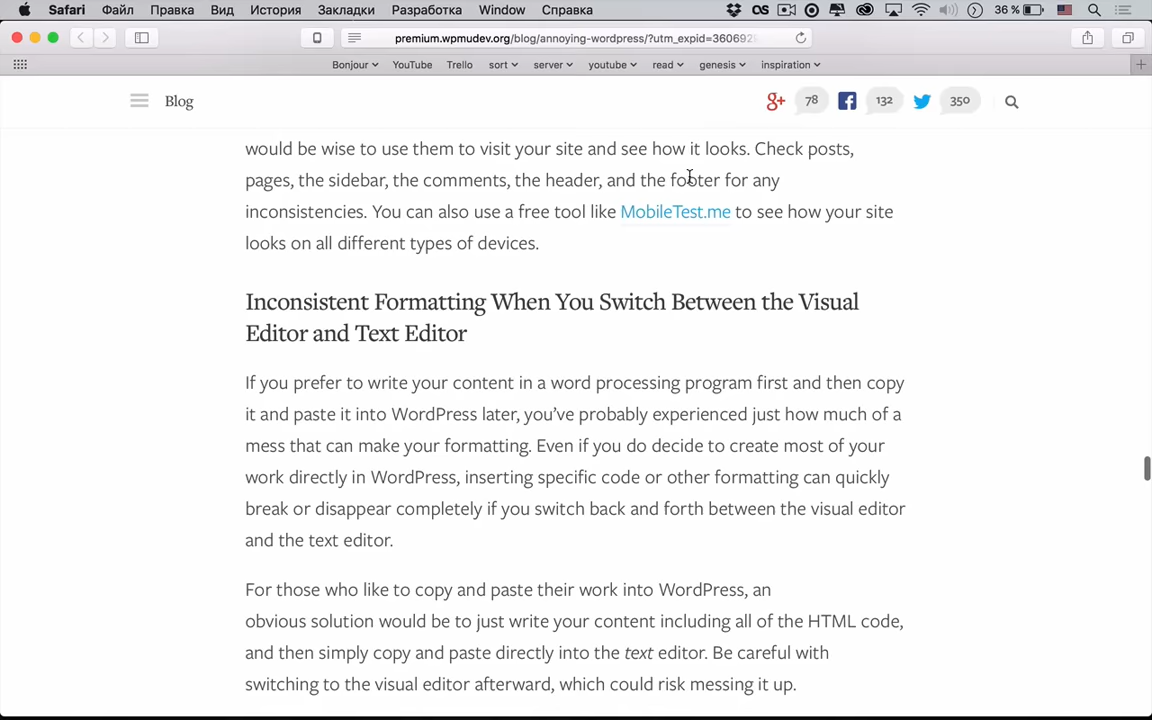 Safari Файл Правка Вид История Закладки Разработка Window Справка 36 %
premium.wpmudev.org/blog/annoying-wordpress/?utm_expid=360692
Bonjour YouTube Trello sort server youtube read genesis inspiration
Blog 78 132 350
would be wise to use them to visit your site and see how it looks. Check posts,
pages, the sidebar, the comments, the header, and the footer for any
inconsistencies. You can also use a free tool like MobileTest.me to see how your site
looks on all different types of devices.
Inconsistent Formatting When You Switch Between the Visual
Editor and Text Editor
If you prefer to write your content in a word processing program first and then copy
it and paste it into WordPress later, you’ve probably experienced just how much of a
mess that can make your formatting. Even if you do decide to create most of your
work directly in WordPress, inserting specific code or other formatting can quickly
break or disappear completely if you switch back and forth between the visual editor
and the text editor.
For those who like to copy and paste their work into WordPress, an
obvious solution would be to just write your content including all of the HTML code,
and then simply copy and paste directly into the text editor. Be careful with
switching to the visual editor afterward, which could risk messing it up.